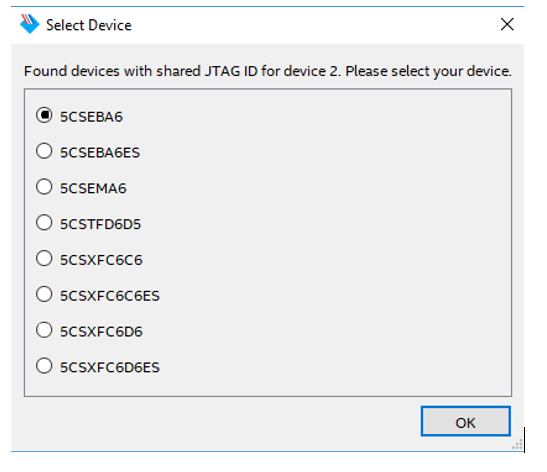 Select Device
Found devices with shared JTAG ID for device 2. Please select your device.
5CSEBA6
5CSEBA6ES
5CSEMA6
5CSTFD6D5
5CSXFC6C6
5CSXFC6C6ES
5CSXFC6D6
5CSXFC6D6ES
OK